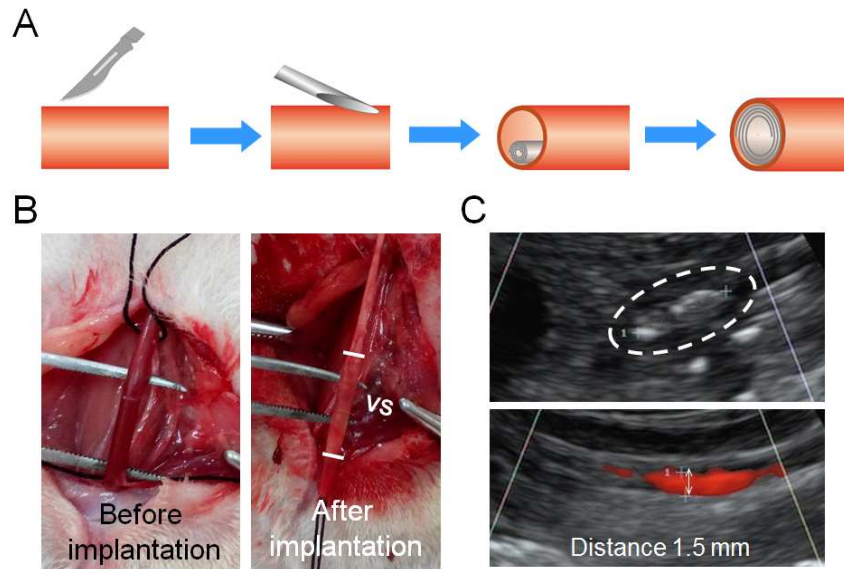 A
B
C
Before
implantation
After
implantation
VS
1
1
Distance 1.5 mm